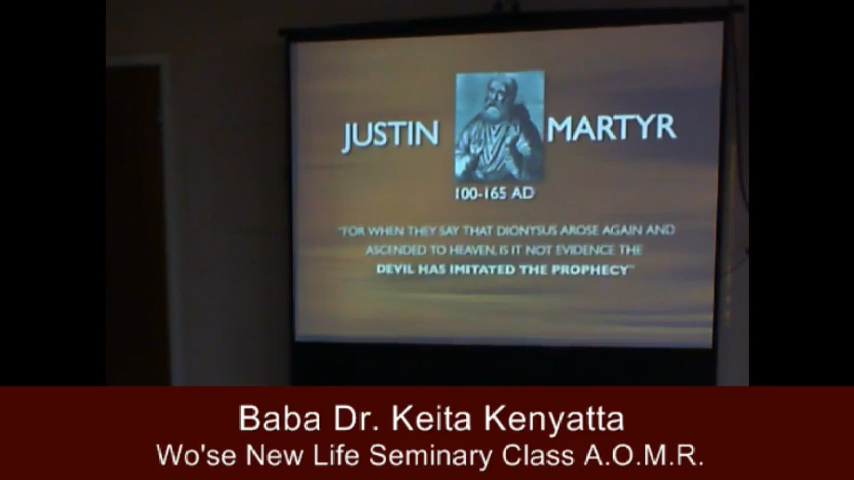 JUSTIN MARTYR
100-165 AD
"FOR WHEN THEY SAY THAT DIONYSUS AROSE AGAIN AND
ASCENDED TO HEAVEN, IS IT NOT EVIDENCE THE
DEVIL HAS IMITATED THE PROPHECY"
Baba Dr. Keita Kenyatta
Wo'se New Life Seminary Class A.O.M.R.